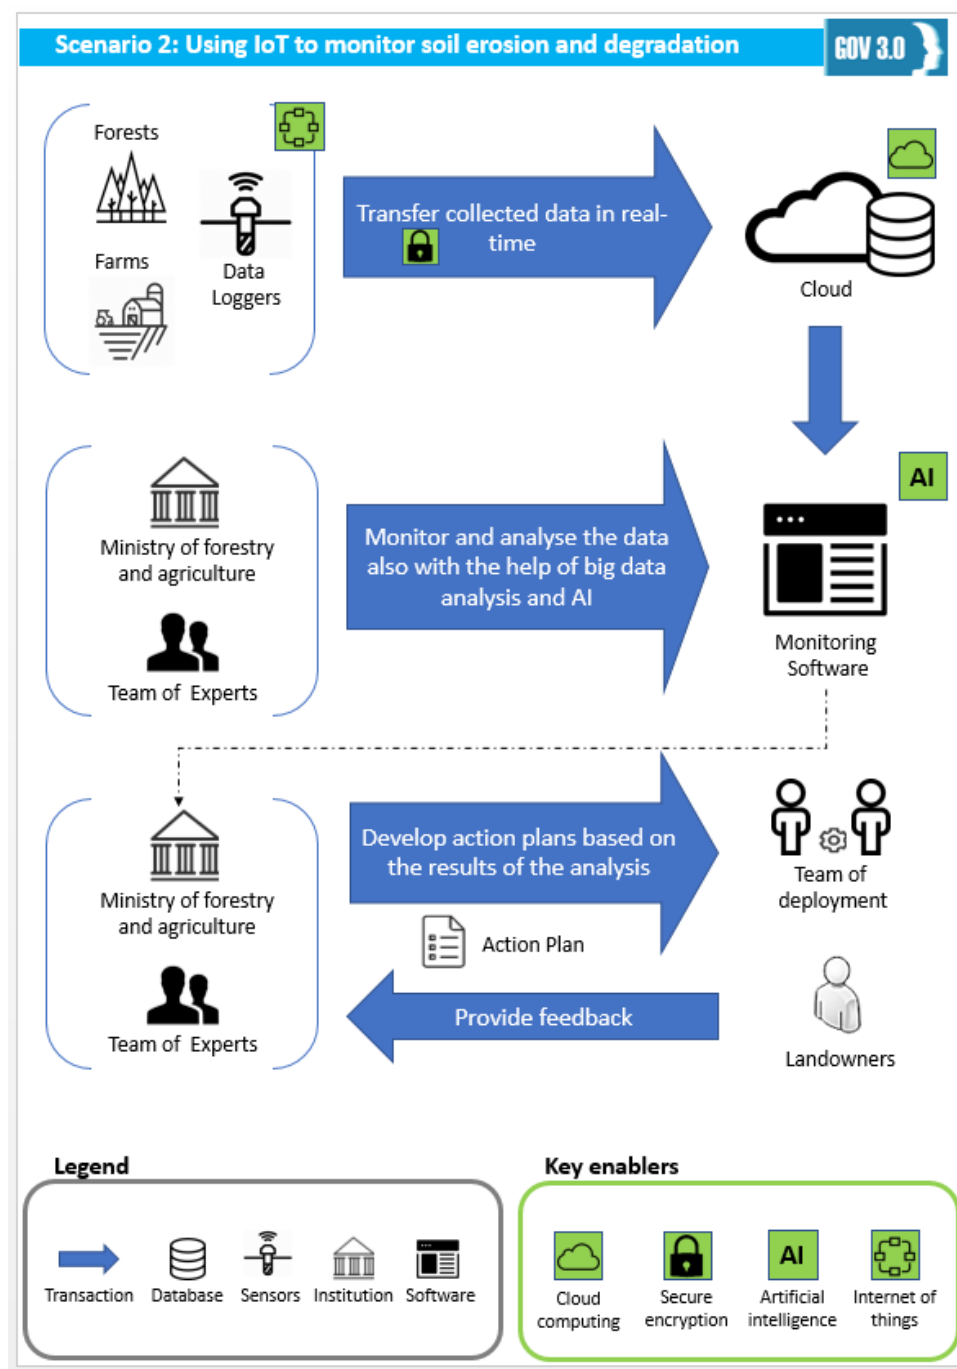 Scenario 2: Using IoT to monitor soil erosion and degradation
GOV 3.0
Forests
Farms
Data
Loggers
Transfer collected data in real-
time
Cloud
Ministry of forestry
and agriculture
Team of Experts
Monitor and analyse the data
also with the help of big data
analysis and AI
AI
Monitoring
Software
Ministry of forestry
and agriculture
Team of Experts
Develop action plans based on
the results of the analysis
Action Plan
Provide feedback
Team of
deployment
Landowners
Legend
Transaction
Database
Sensors
Institution
Software
Key enablers
Cloud
computing
Secure
encryption
AI
Artificial
intelligence
Internet of
things